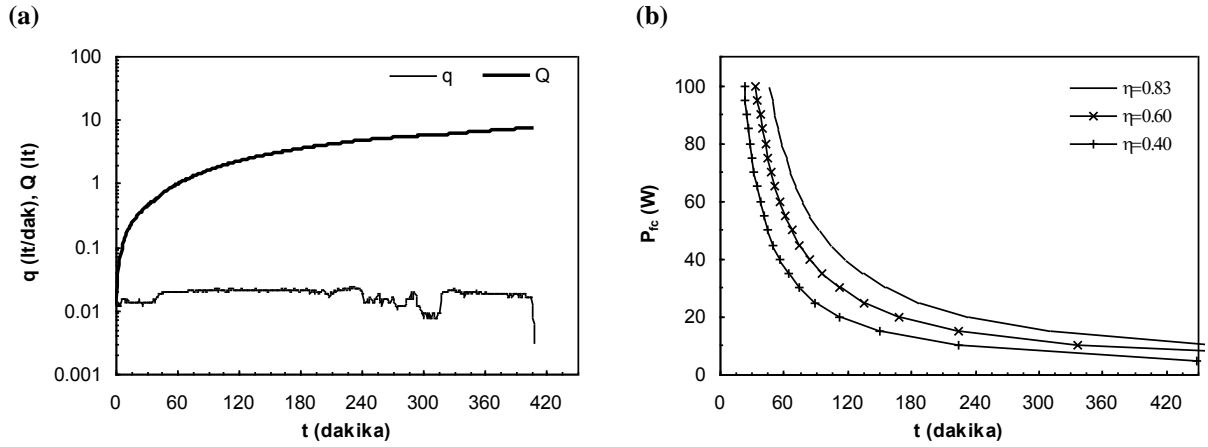 (a)
100
10
1
0.1
0.01
0.001
q (lt/dak), Q (lt)
q
Q
0 60 120 180 240 300 360 420
t (dakika)
(b)
100
80
60
40
20
0
P_fc (W)
η=0.83
η=0.60
η=0.40
0 60 120 180 240 300 360 420
t (dakika)